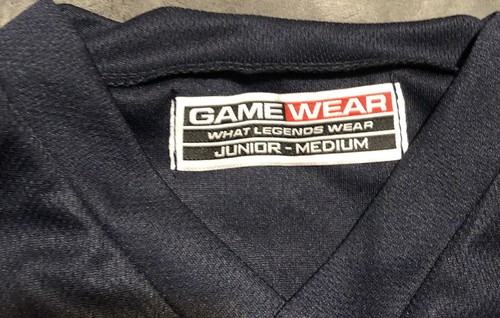 GAMEWEAR
WHAT LEGENDS WEAR
JUNIOR - MEDIUM